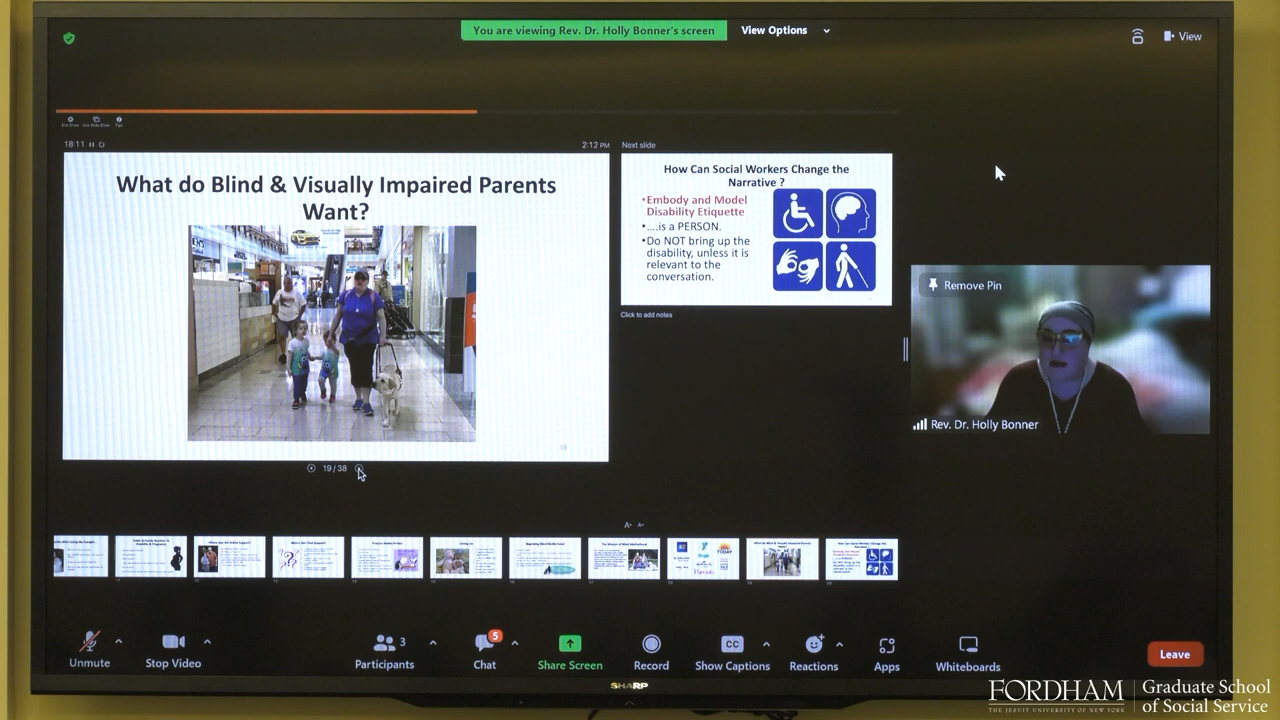 You are viewing Rev. Dr. Holly Bonner's screen
View Options
View
18:11
2:12 PM
Next slide
What do Blind & Visually Impaired Parents
Want?
19
19 / 38
How Can Social Workers Change the
Narrative ?
•Embody and Model
Disability Etiquette
•....is a PERSON.
•Do NOT bring up the
disability, unless it is
relevant to the
conversation.
Click to add notes
Remove Pin
Rev. Dr. Holly Bonner
Unmute
Stop Video
Participants
3
Chat
5
Share Screen
Record
CC
Show Captions
Reactions
Apps
Whiteboards
Leave
SHARP
FORDHAM
THE JESUIT UNIVERSITY OF NEW YORK
Graduate School
of Social Service